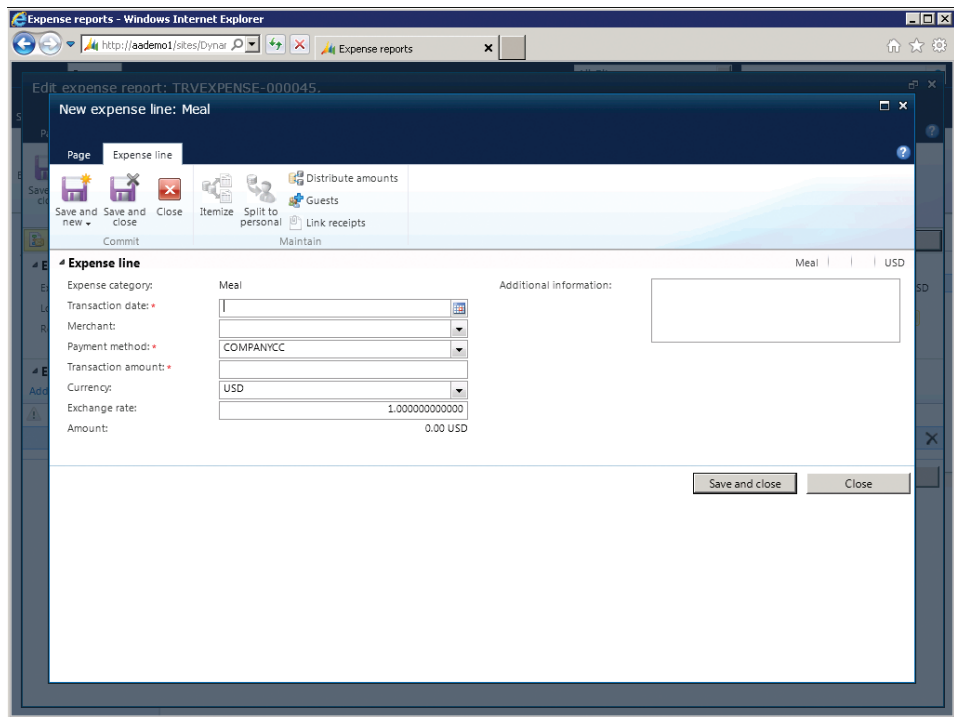 Expense reports - Windows Internet Explorer
http://aademo1/sites/Dynar
Expense reports
Edit expense report: TRVEXPENSE-000045.
New expense line: Meal
Page Expense line
Save and new Save and close Close
Commit
Itemize Split to personal
Distribute amounts
Guests
Link receipts
Maintain
Expense line
Meal USD
Expense category: Meal
Transaction date: *
Merchant:
Payment method: * COMPANYCC
Transaction amount: *
Currency: USD
Exchange rate: 1.000000000000
Amount: 0.00 USD
Additional information:
Save and close Close
Add